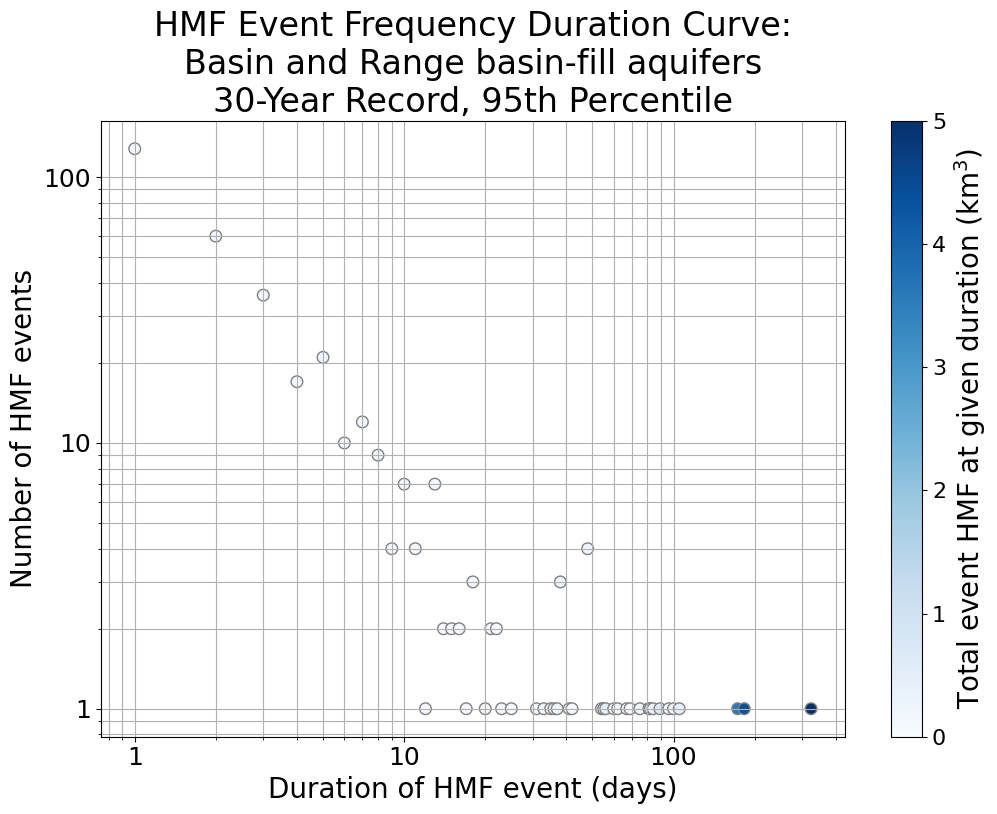 HMF Event Frequency Duration Curve:
Basin and Range basin-fill aquifers
30-Year Record, 95th Percentile
Number of HMF events
100
10
1
1
10
100
Duration of HMF event (days)
5
4
3
2
1
0
Total event HMF at given duration (km³)